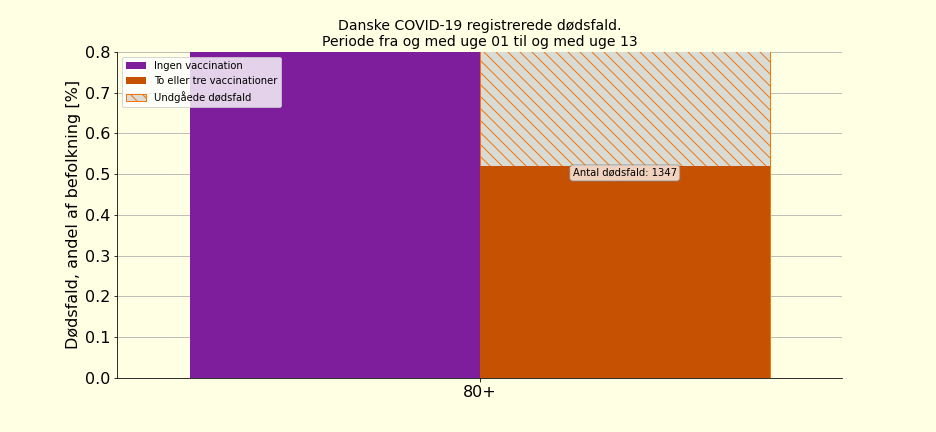 Danske COVID-19 registrerede dødsfald.
Periode fra og med uge 01 til og med uge 13
Dødsfald, andel af befolkning [%]
0.8
0.7
0.6
0.5
0.4
0.3
0.2
0.1
0.0
Ingen vaccination
To eller tre vaccinationer
Undgåede dødsfald
Antal dødsfald: 1347
80+